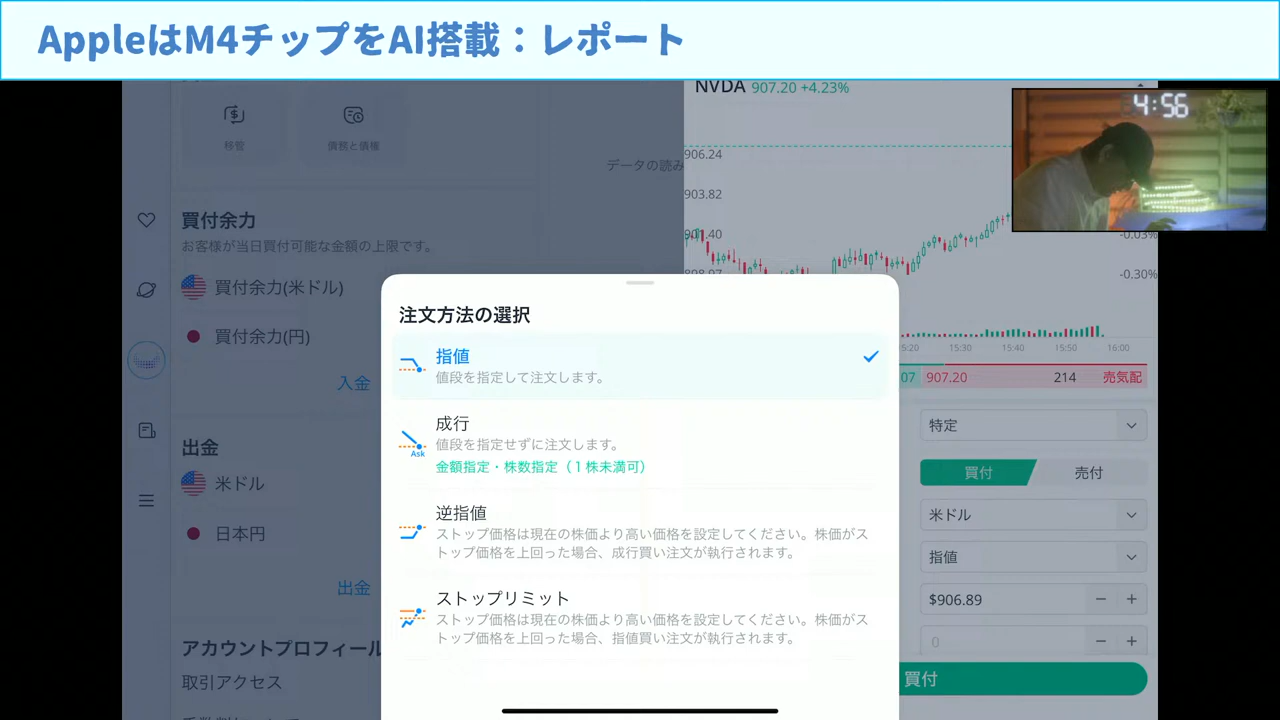 AppleはM4チップをAI搭載：レポート
NVDA 907.20 +4.23%
4:56
移管
債務と債権
データの読み
906.24
903.82
901.40
898.97
-0.03%
-0.30%
買付余力
お客様が当日買付可能な金額の上限です。
買付余力(米ドル)
買付余力(円)
入金
出金
米ドル
日本円
出金
アカウントプロフィール
取引アクセス
注文方法の選択
指値
値段を指定して注文します。
成行
値段を指定せずに注文します。
金額指定・株数指定（１株未満可）
Ask
逆指値
ストップ価格は現在の株価より高い価格を設定してください。株価がス
トップ価格を上回った場合、成行買い注文が執行されます。
ストップリミット
ストップ価格は現在の株価より高い価格を設定してください。株価がス
トップ価格を上回った場合、指値買い注文が執行されます。
15:20 15:30 15:40 15:50 16:00
07 907.20 214 売気配
特定
買付 売付
米ドル
指値
$906.89
0
買付